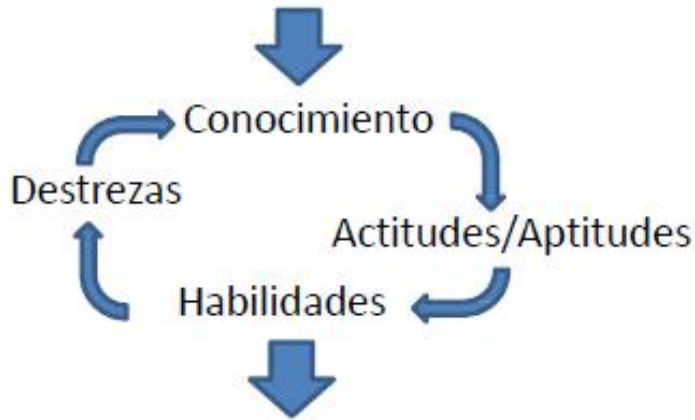 Conocimiento
Destrezas
Actitudes/Aptitudes
Habilidades